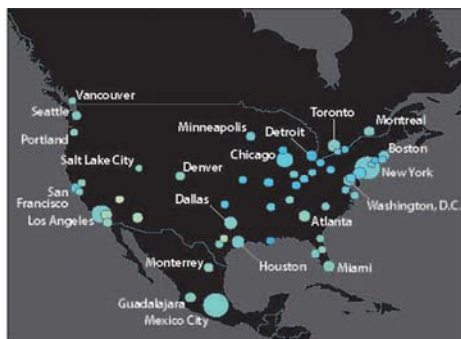 Vancouver
Seattle
Portland
Minneapolis
Toronto
Montreal
Detroit
Boston
Chicago
Salt Lake City
Denver
New York
San
Francisco
Dallas
Washington, D.C.
Los Angeles
Atlanta
Monterrey
Houston
Miami
Guadalajara
Mexico City